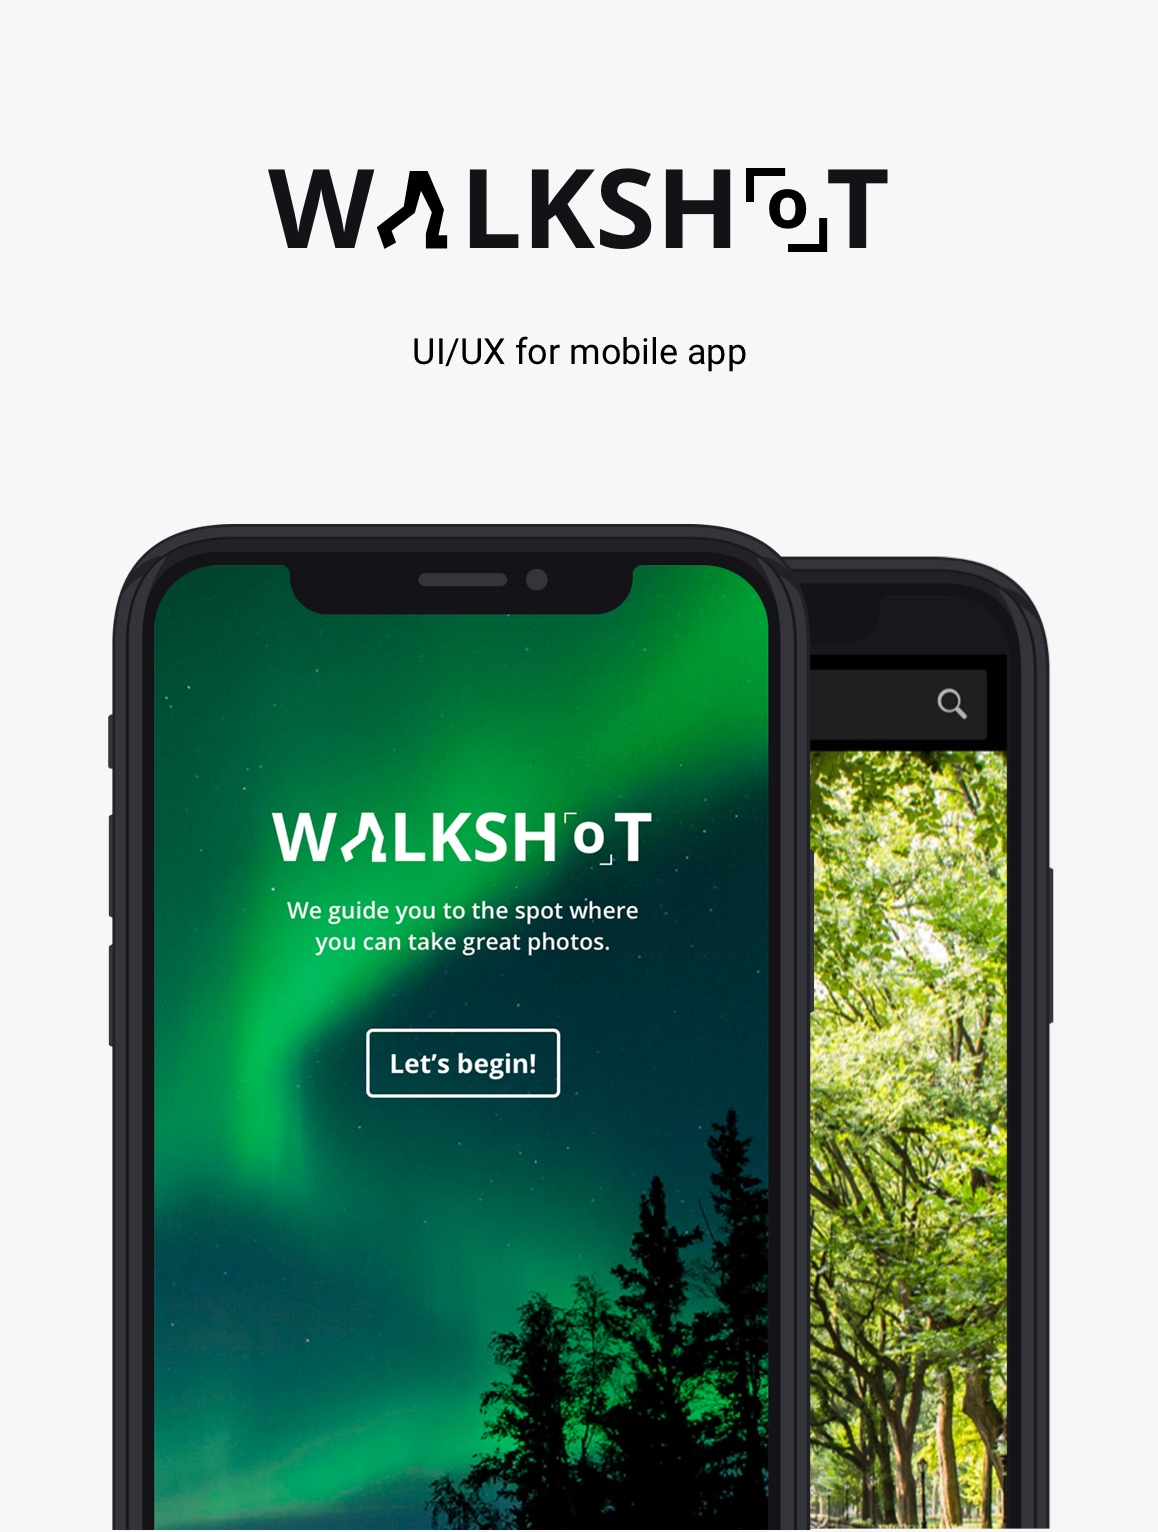 WALKSHOT
UI/UX for mobile app
WALKSHOT
We guide you to the spot where
you can take great photos.
Let's begin!